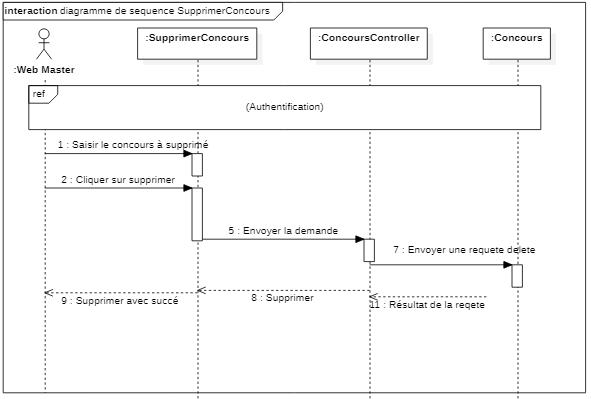 interaction diagramme de sequence SupprimerConcours
:SupprimerConcours
:ConcoursController
:Concours
:Web Master
ref
(Authentification)
1 : Saisir le concours à supprimé
2 : Cliquer sur supprimer
5 : Envoyer la demande
7 : Envoyer une requete delete
8 : Supprimer
9 : Supprimer avec succé
11 : Résultat de la reqete